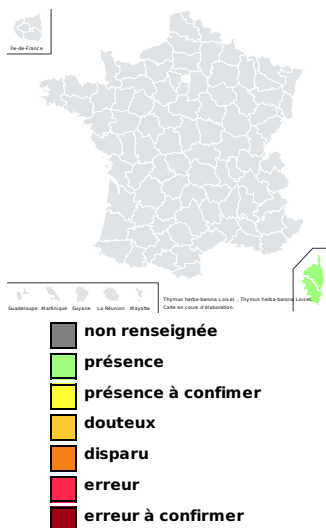 Île-de-France
Guadeloupe Martinique Guyane La Réunion Mayotte
Thymus herba-barona Loisel. , Thymus herba-barona Loisel.
Carte en cours d'élaboration.
non renseignée
présence
présence à confimer
douteux
disparu
erreur
erreur à confirmer